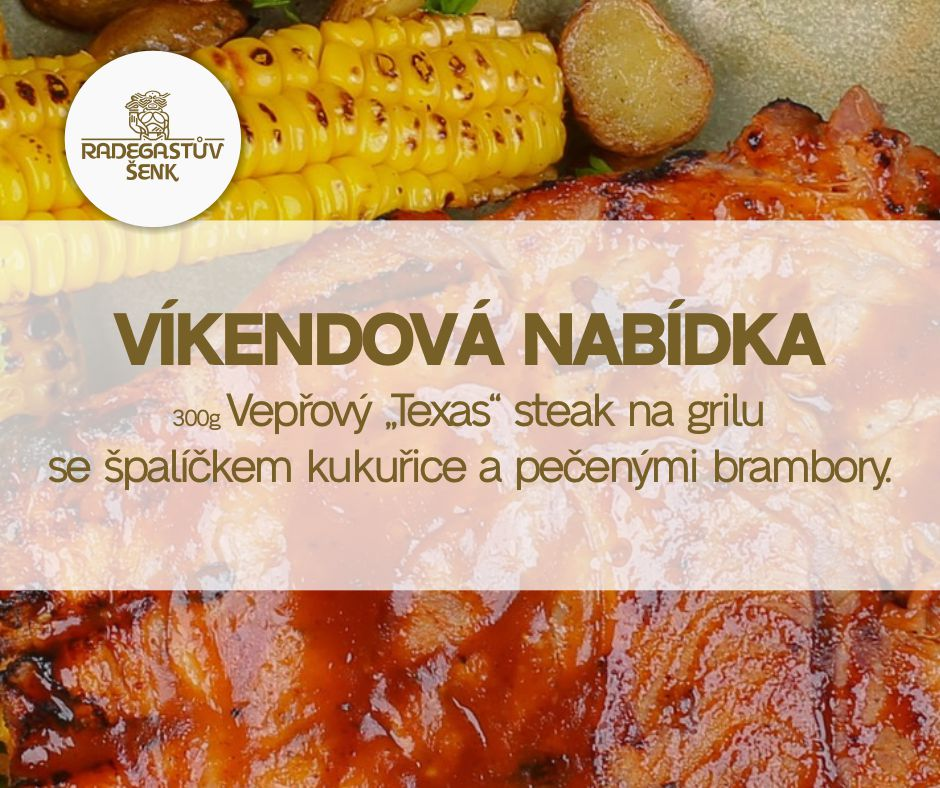 RADEGASTŮV
ŠENK
VÍKENDOVÁ NABÍDKA
300g Vepřový „Texas“ steak na grilu
se špalíčkem kukuřice a pečenými brambory.